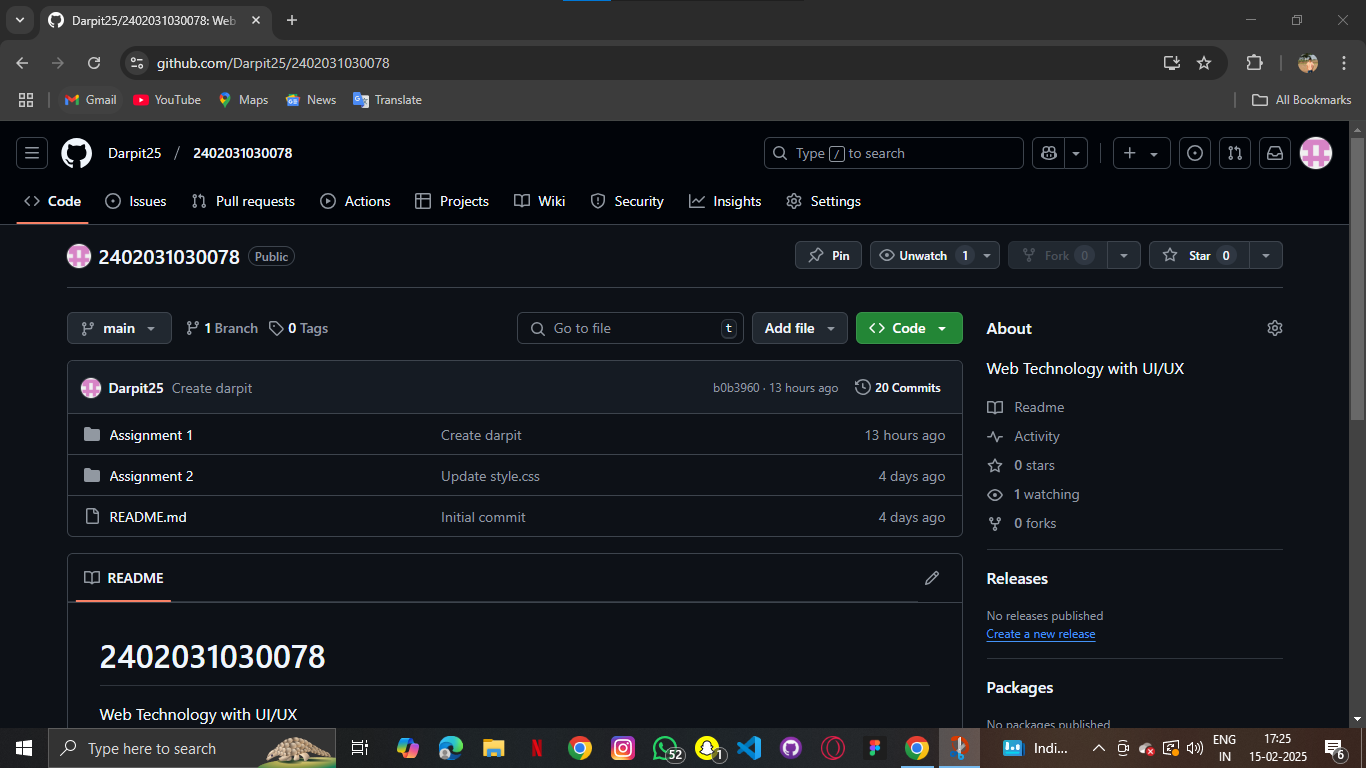 Darpit25/2402031030078: Web
github.com/Darpit25/2402031030078
Gmail YouTube Maps News Translate All Bookmarks
Darpit25 / 2402031030078 Type / to search
Code Issues Pull requests Actions Projects Wiki Security Insights Settings
2402031030078 Public Pin Unwatch 1 Fork 0 Star 0
main 1 Branch 0 Tags Go to file t Add file Code About
Web Technology with UI/UX
Darpit25 Create darpit b0b3960 · 13 hours ago 20 Commits
Readme
Assignment 1 Create darpit 13 hours ago
Activity
0 stars
Assignment 2 Update style.css 4 days ago
1 watching
README.md Initial commit 4 days ago
0 forks
README Releases
No releases published
Create a new release
2402031030078
Packages
Web Technology with UI/UX
No packages published
Type here to search 52 1 Indi... ENG 17:25
IN 15-02-2025 6